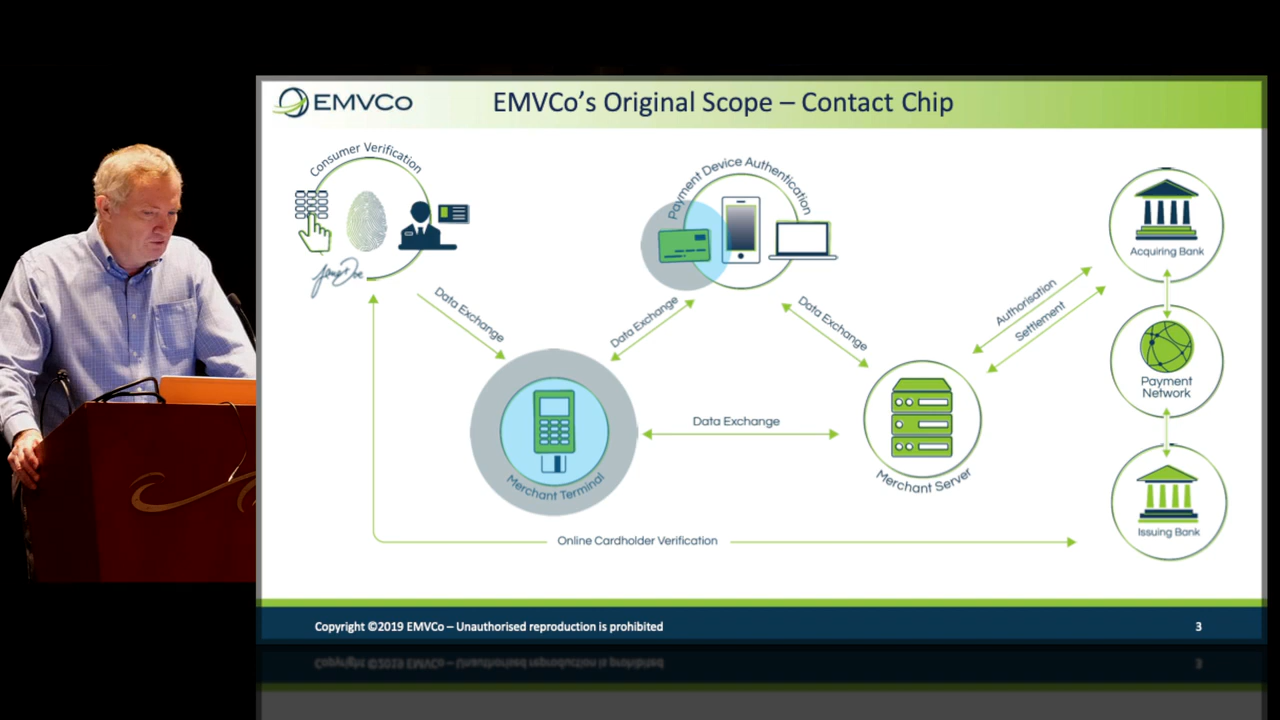 EMVCo
EMVCo's Original Scope – Contact Chip
Consumer Verification
Payment Device Authentication
Acquiring Bank
Data Exchange
Data Exchange
Data Exchange
Authorisation
Settlement
Payment
Network
Data Exchange
Merchant Terminal
Merchant Server
Issuing Bank
Online Cardholder Verification
Copyright ©2019 EMVCo – Unauthorised reproduction is prohibited
3